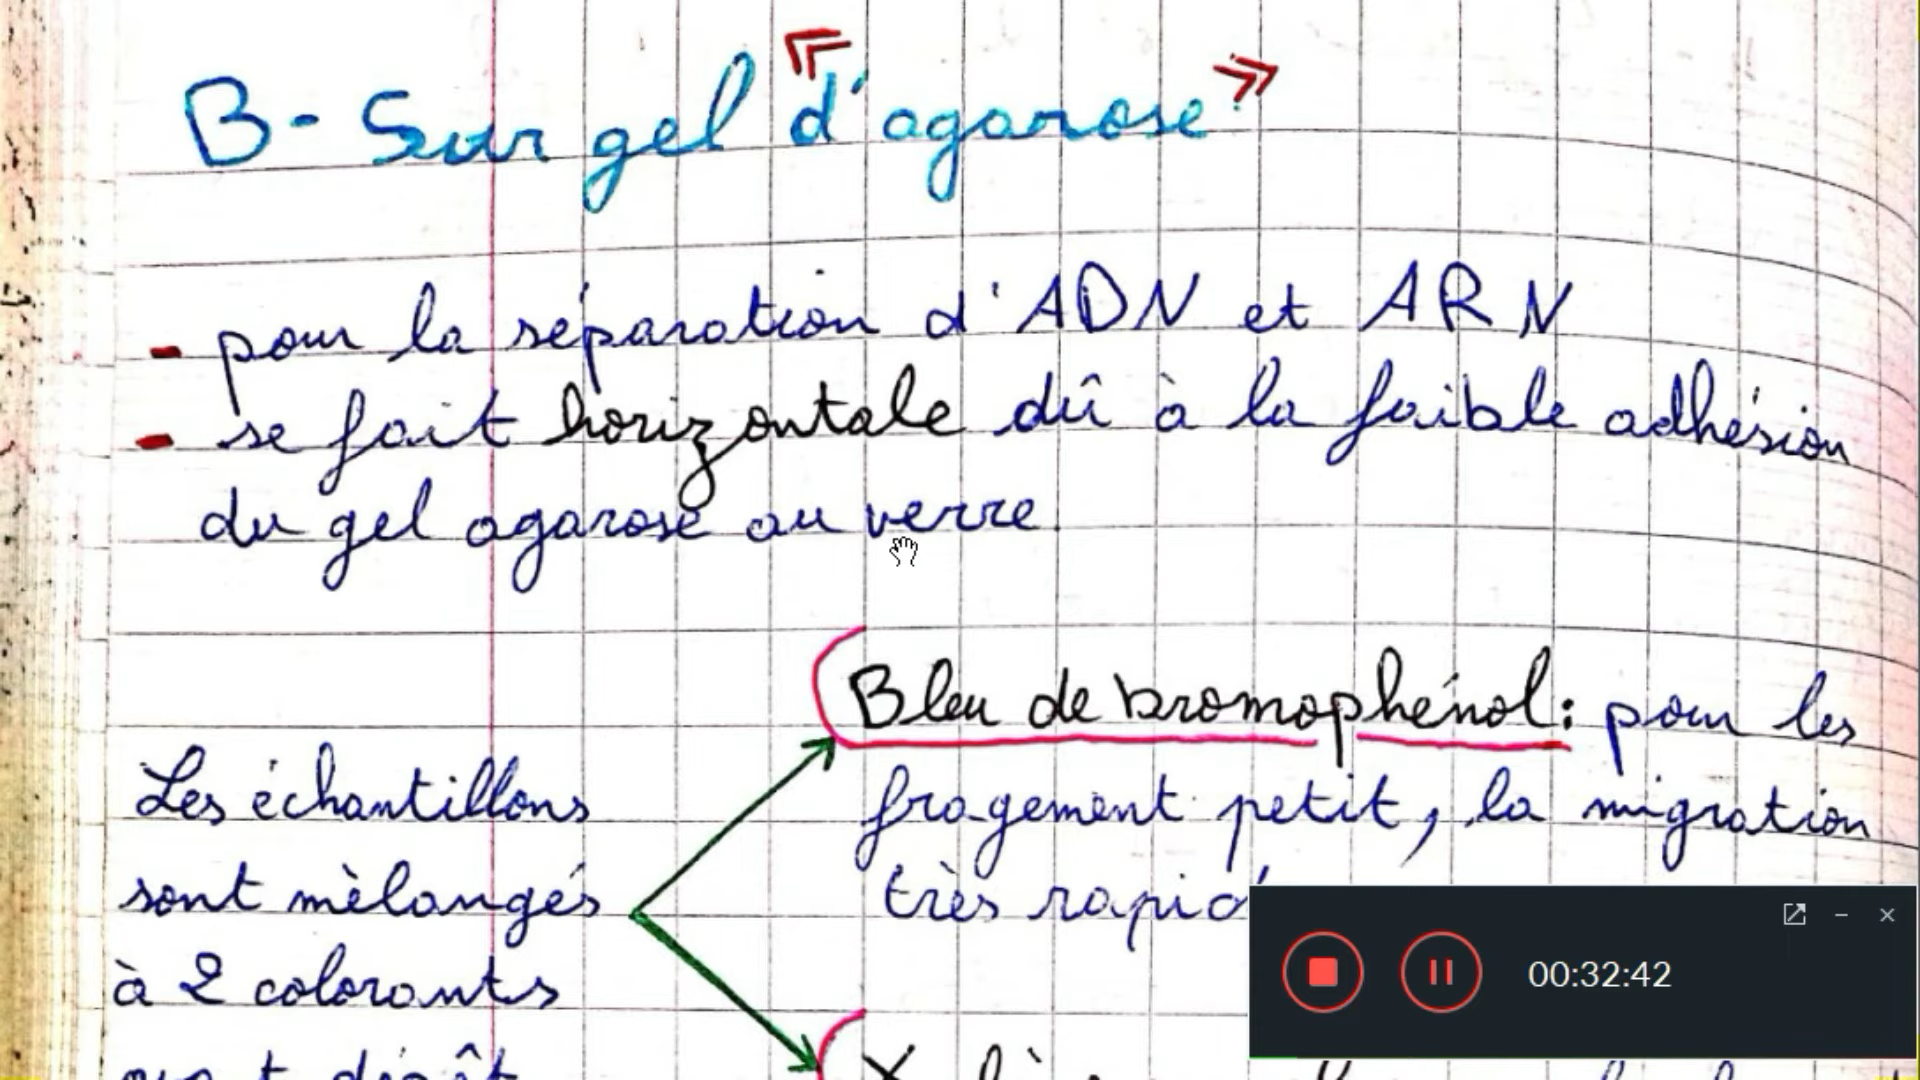 B- Sur gel « d'agarose »
- pour la séparation d'ADN et ARN
- se fait horizontale dû à la faible adhésion
du gel agarose au verre
Bleu de bromophénol: pour les
fragement petit, la migration
très rapid
Les échantillons
sont mèlangés
à 2 colorants
00:32:42